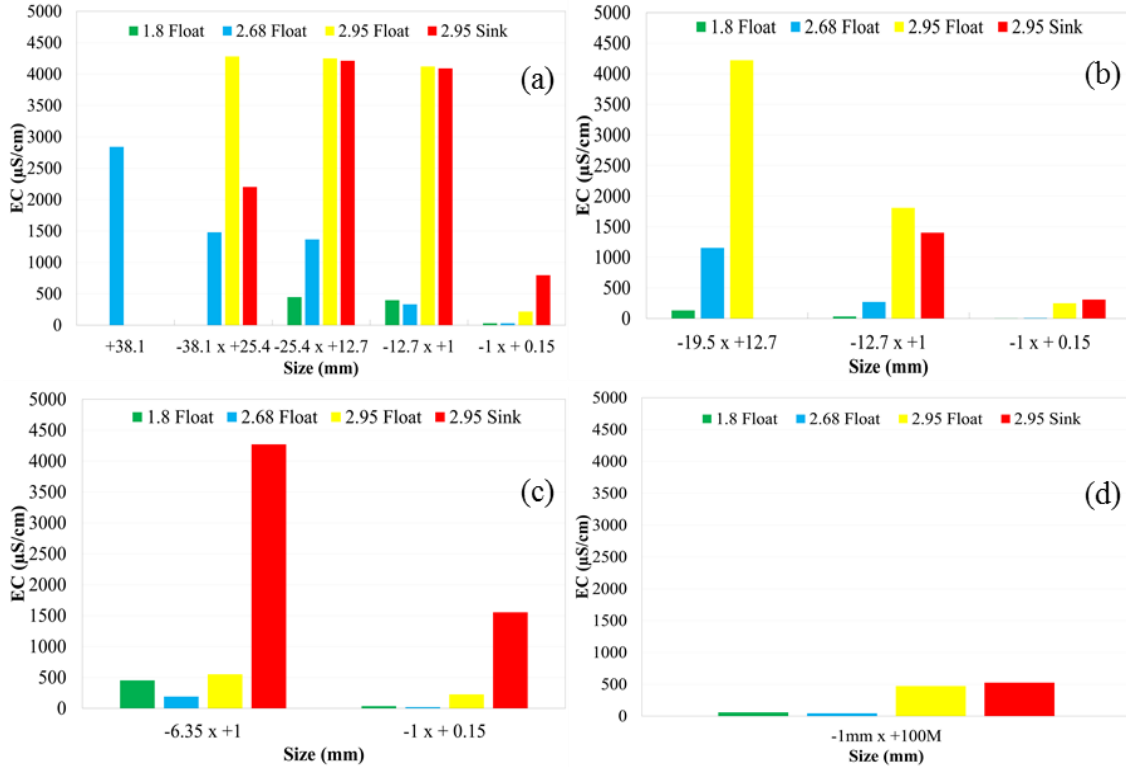 5000
1.8 Float 2.68 Float 2.95 Float 2.95 Sink
4500
4000
3500
3000
2500
2000
1500
1000
500
0
EC (µS/cm)
(a)
+38.1 -38.1 x +25.4 -25.4 x +12.7 -12.7 x +1 -1 x + 0.15
Size (mm)
5000
1.8 Float 2.68 Float 2.95 Float 2.95 Sink
4500
4000
3500
3000
2500
2000
1500
1000
500
0
EC (µS/cm)
(b)
-19.5 x +12.7 -12.7 x +1 -1 x + 0.15
Size (mm)
5000
1.8 Float 2.68 Float 2.95 Float 2.95 Sink
4500
4000
3500
3000
2500
2000
1500
1000
500
0
EC (µS/cm)
(c)
-6.35 x +1 -1 x + 0.15
Size (mm)
5000
1.8 Float 2.68 Float 2.95 Float 2.95 Sink
4500
4000
3500
3000
2500
2000
1500
1000
500
0
EC (µS/cm)
(d)
-1mm x +100M
Size (mm)